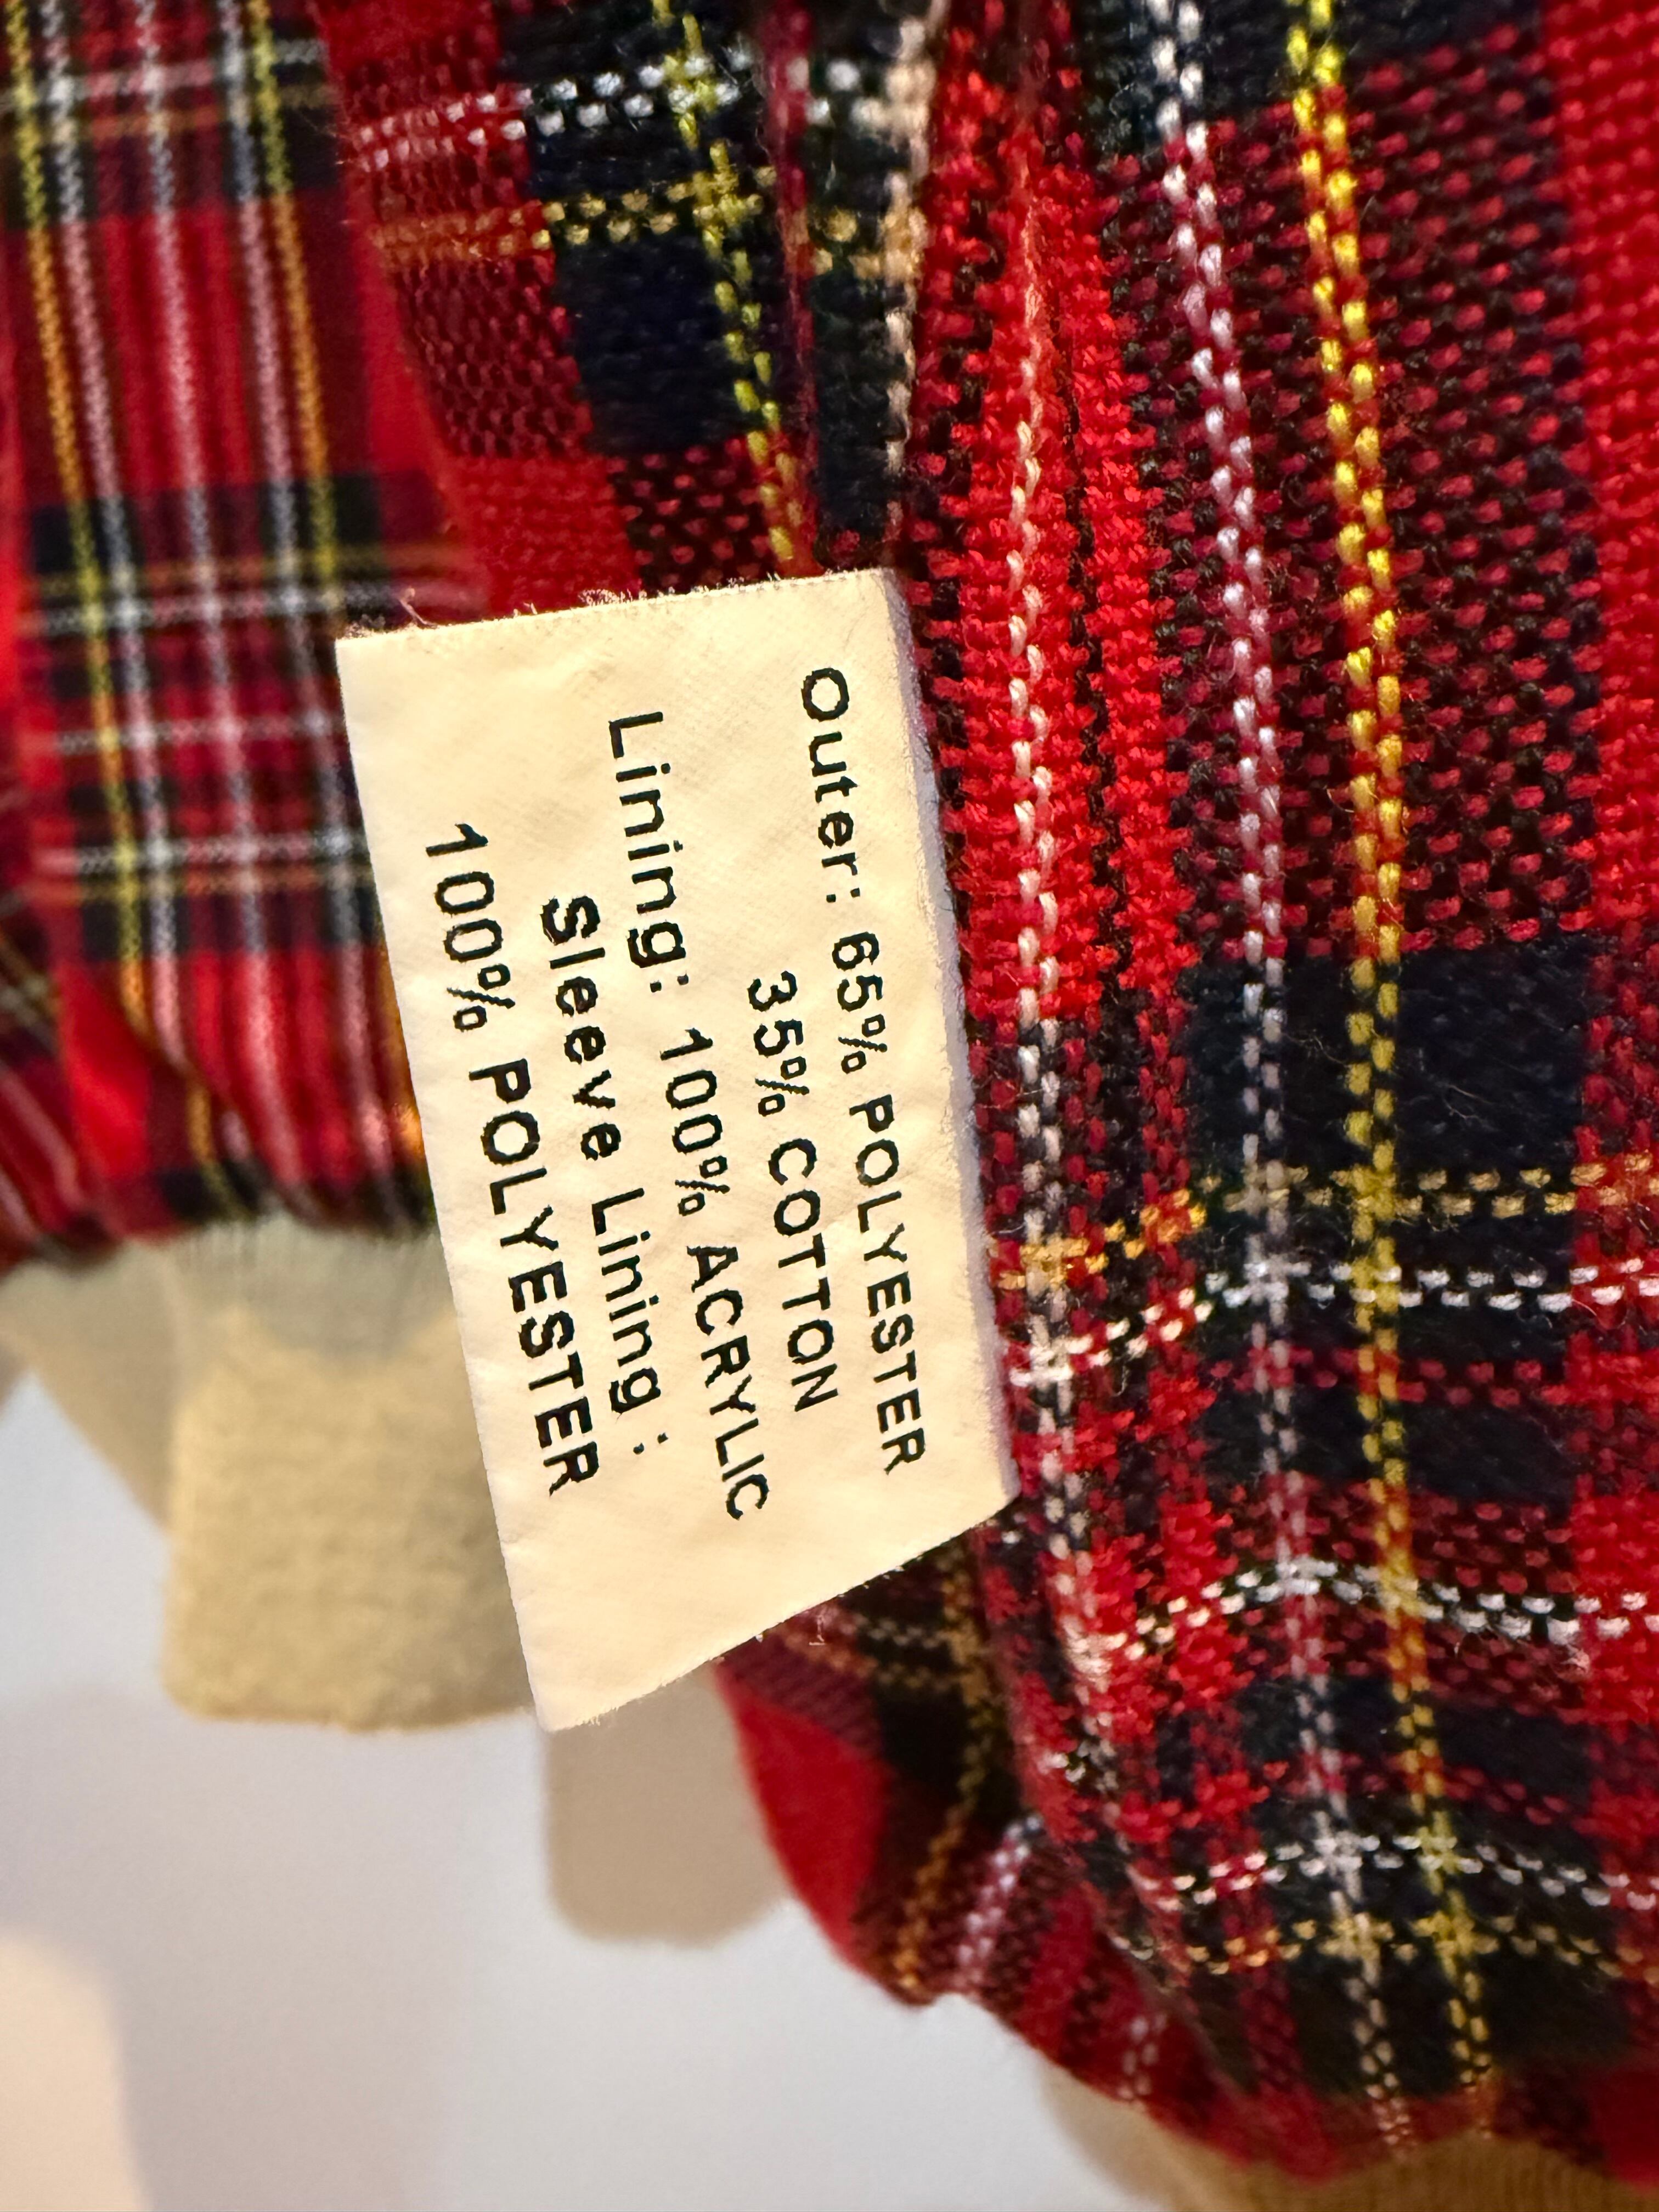 Outer: 65% POLYESTER
35% COTTON
Lining: 100% ACRYLIC
Sleeve Lining :
100% POLYESTER